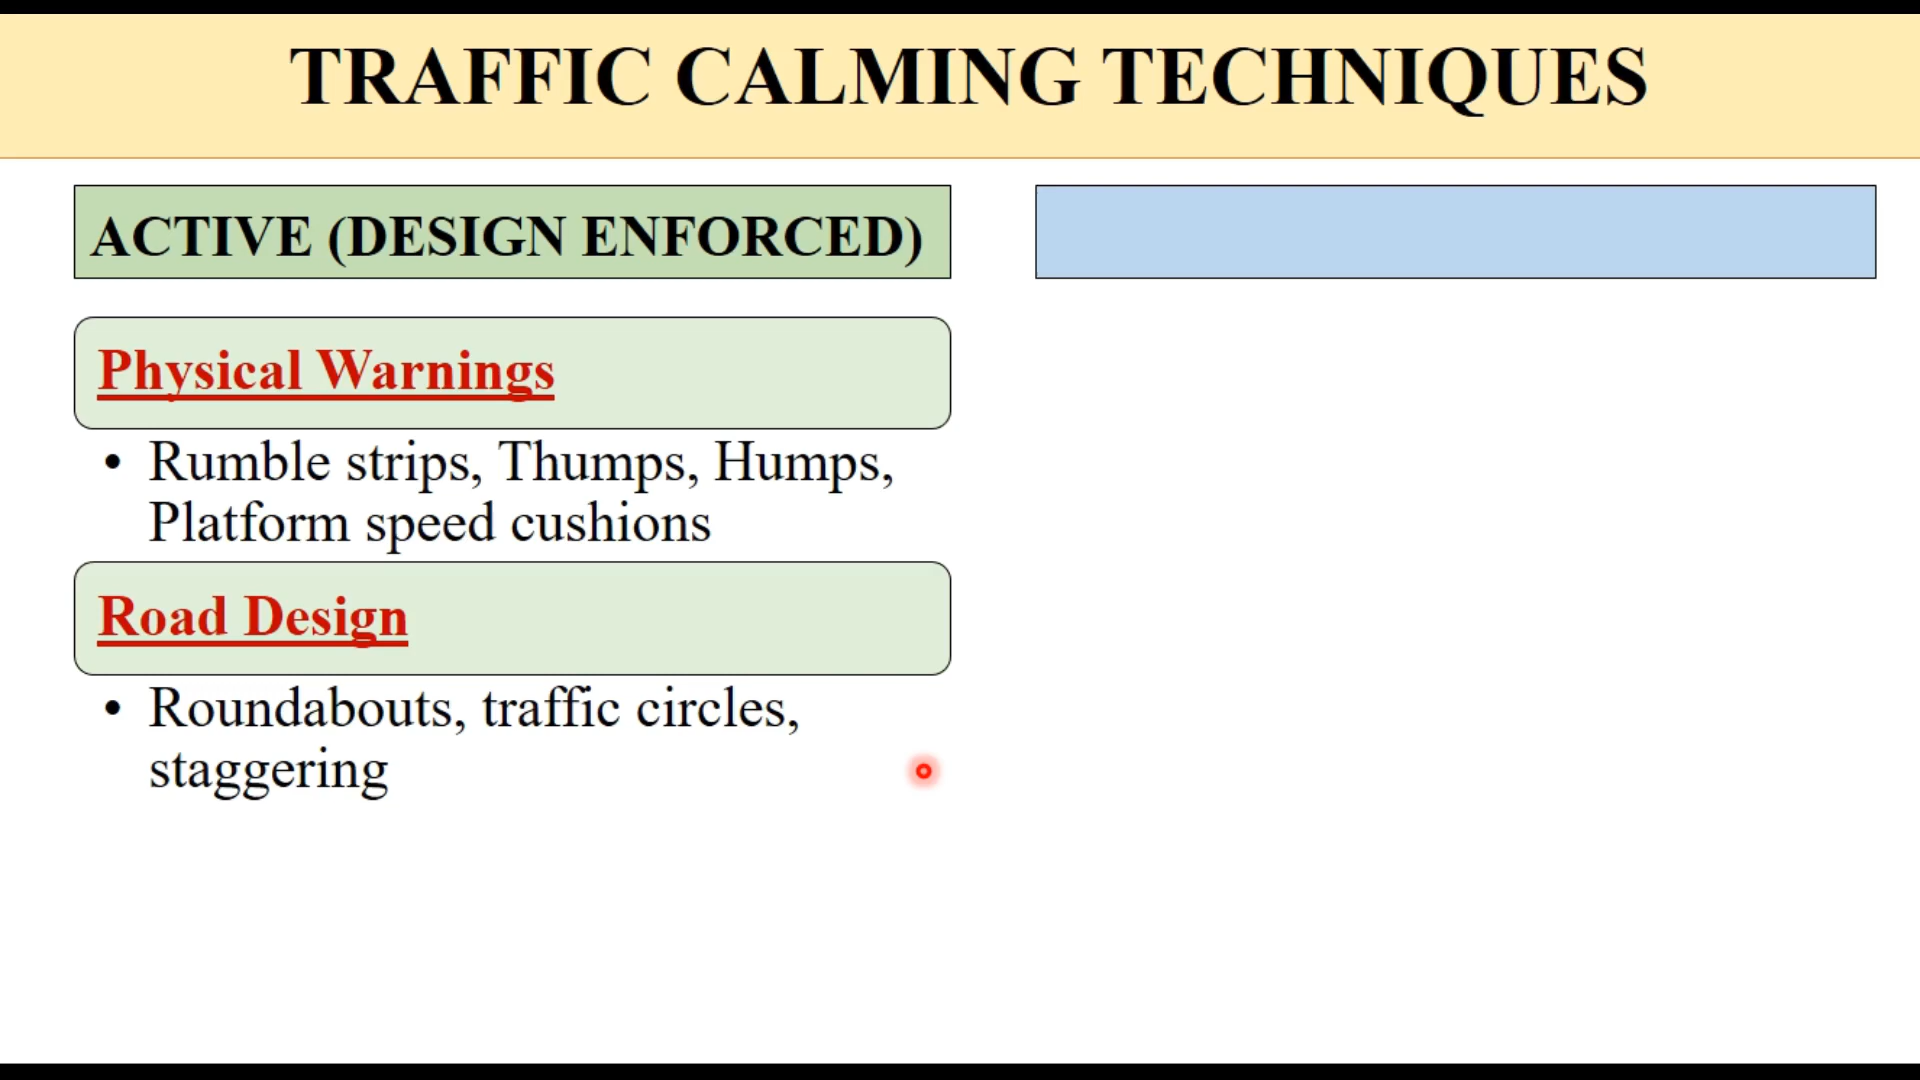 TRAFFIC CALMING TECHNIQUES
ACTIVE (DESIGN ENFORCED)
Physical Warnings
• Rumble strips, Thumps, Humps,
Platform speed cushions
Road Design
• Roundabouts, traffic circles,
staggering